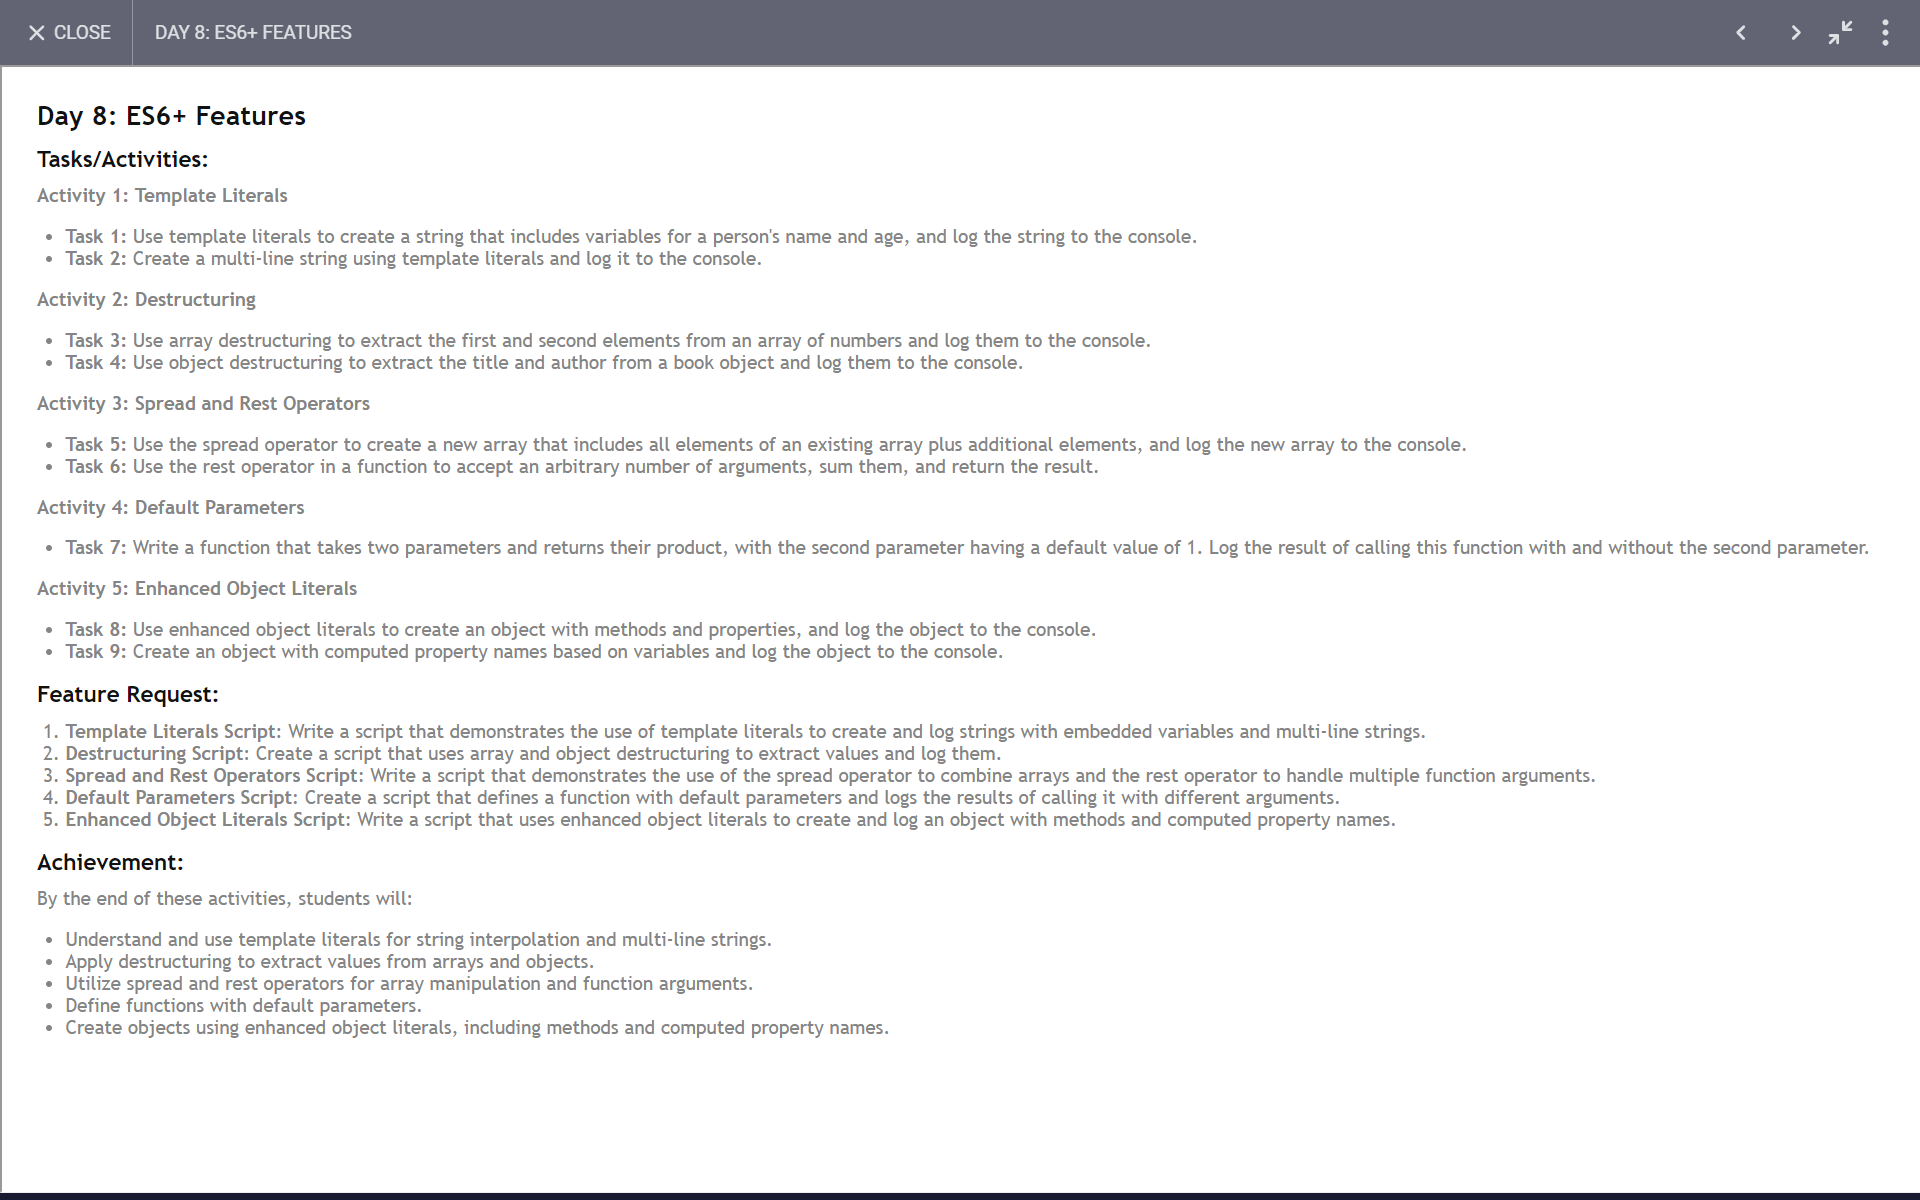 CLOSE
DAY 8: ES6+ FEATURES
Day 8: ES6+ Features
Tasks/Activities:
Activity 1: Template Literals
• Task 1: Use template literals to create a string that includes variables for a person's name and age, and log the string to the console.
• Task 2: Create a multi-line string using template literals and log it to the console.
Activity 2: Destructuring
• Task 3: Use array destructuring to extract the first and second elements from an array of numbers and log them to the console.
• Task 4: Use object destructuring to extract the title and author from a book object and log them to the console.
Activity 3: Spread and Rest Operators
• Task 5: Use the spread operator to create a new array that includes all elements of an existing array plus additional elements, and log the new array to the console.
• Task 6: Use the rest operator in a function to accept an arbitrary number of arguments, sum them, and return the result.
Activity 4: Default Parameters
• Task 7: Write a function that takes two parameters and returns their product, with the second parameter having a default value of 1. Log the result of calling this function with and without the second parameter.
Activity 5: Enhanced Object Literals
• Task 8: Use enhanced object literals to create an object with methods and properties, and log the object to the console.
• Task 9: Create an object with computed property names based on variables and log the object to the console.
Feature Request:
1. Template Literals Script: Write a script that demonstrates the use of template literals to create and log strings with embedded variables and multi-line strings.
2. Destructuring Script: Create a script that uses array and object destructuring to extract values and log them.
3. Spread and Rest Operators Script: Write a script that demonstrates the use of the spread operator to combine arrays and the rest operator to handle multiple function arguments.
4. Default Parameters Script: Create a script that defines a function with default parameters and logs the results of calling it with different arguments.
5. Enhanced Object Literals Script: Write a script that uses enhanced object literals to create and log an object with methods and computed property names.
Achievement:
By the end of these activities, students will:
• Understand and use template literals for string interpolation and multi-line strings.
• Apply destructuring to extract values from arrays and objects.
• Utilize spread and rest operators for array manipulation and function arguments.
• Define functions with default parameters.
• Create objects using enhanced object literals, including methods and computed property names.